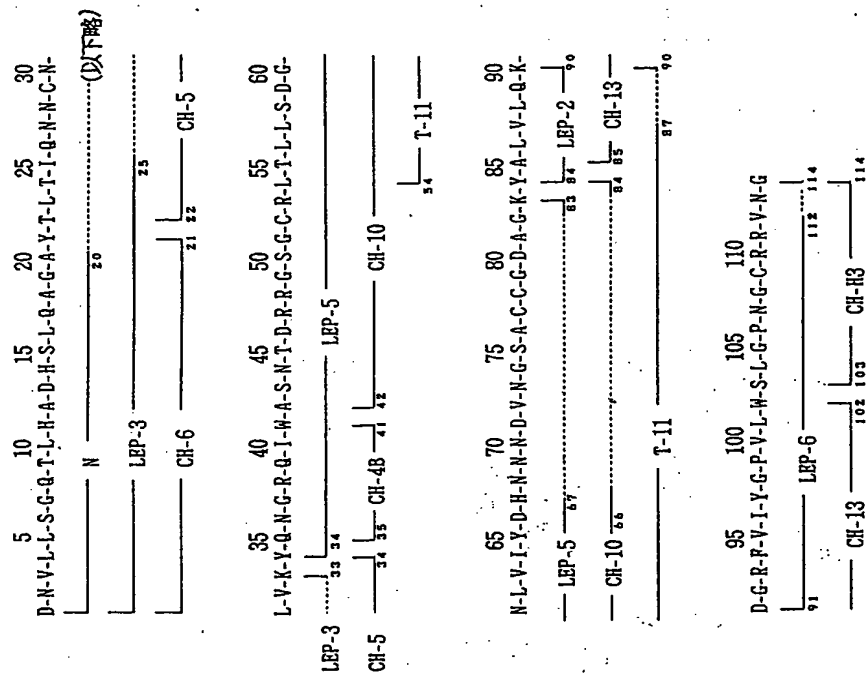 5 10 15 20 25 30
D-N-V-L-L-S-G-Q-T-L-H-A-D-H-S-L-Q-A-G-A-Y-T-L-T-I-Q-N-N-C-N-
N 20 (以下略)
LEP-3 25
CH-6 21 22 CH-5
35 40 45 50 55 60
L-V-K-Y-Q-N-G-R-Q-I-W-A-S-N-T-D-R-R-G-S-G-C-R-L-T-L-L-S-D-G-
LEP-3 33 34 LEP-5
CH-5 34 35 CH-4B 41 42 CH-10
54 T-11
65 70 75 80 85 90
N-L-V-I-Y-D-H-N-N-N-D-V-N-G-S-A-C-C-G-D-A-G-K-Y-A-L-V-L-Q-K-
LEP-5 67 83 84 LEP-2 90
CH-10 66 84 85 CH-13
T-11 87 90
95 100 105 110
D-G-R-F-V-I-Y-G-P-V-L-W-S-L-G-P-N-G-C-R-R-V-N-G
91 LEP-6 112 114
CH-13 102 103 CH-H3 114